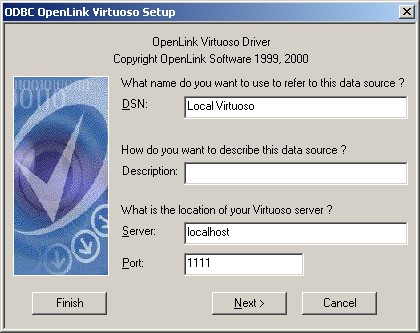 ODBC OpenLink Virtuoso Setup
OpenLink Virtuoso Driver
Copyright OpenLink Software 1999, 2000
What name do you want to use to refer to this data source ?
DSN: Local Virtuoso
How do you want to describe this data source ?
Description:
What is the location of your Virtuoso server ?
Server: localhost
Port: 1111
Finish Next > Cancel